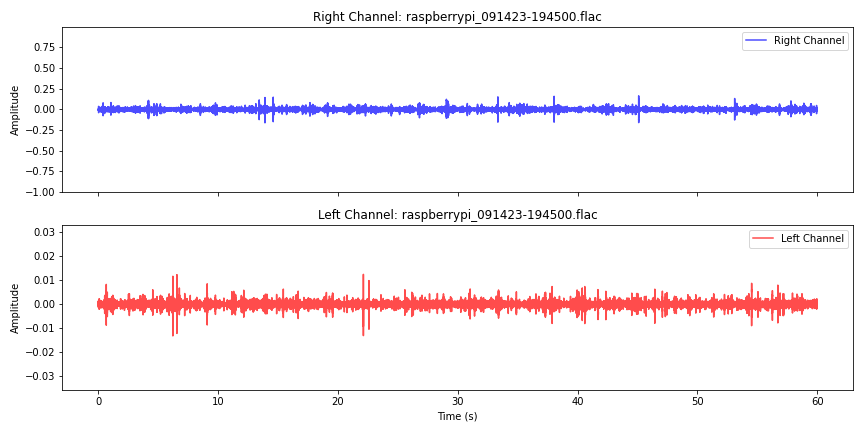 Right Channel: raspberrypi_091423-194500.flac
Right Channel
0.75
0.50
0.25
0.00
−0.25
−0.50
−0.75
−1.00
Amplitude
Left Channel: raspberrypi_091423-194500.flac
Left Channel
0.03
0.02
0.01
0.00
−0.01
−0.02
−0.03
Amplitude
0 10 20 30 40 50 60
Time (s)